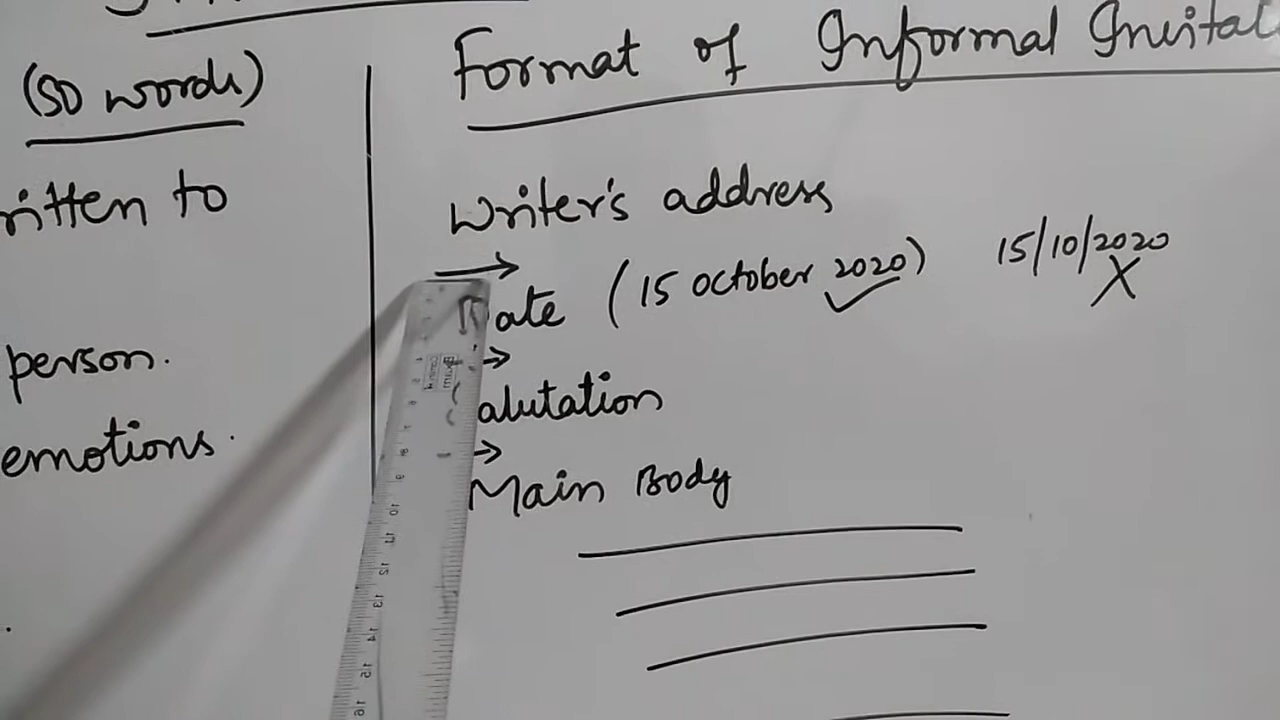 (50 words)
ritten to
person.
emotions.
Format of Informal Invitat
Writer's address
Date (15 October 2020) 15/10/2020 X
alutation
Main Body